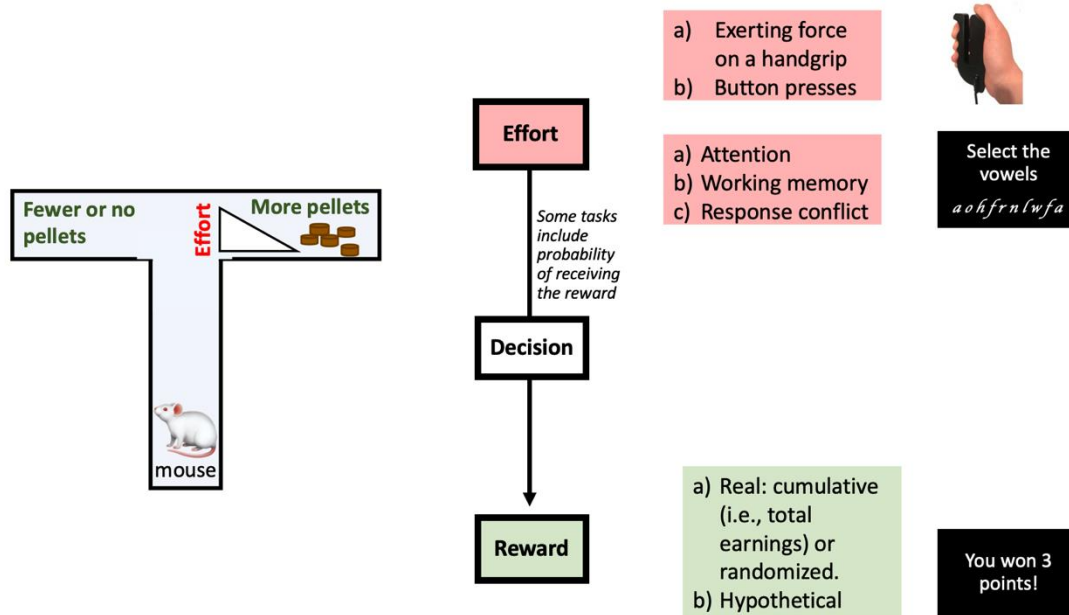 Fewer or no
pellets
Effort
More pellets
mouse
Effort
Some tasks
include
probability
of receiving
the reward
Decision
Reward
a) Exerting force
on a handgrip
b) Button presses
a) Attention
b) Working memory
c) Response conflict
Select the
vowels
a o h f r n l w f a
a) Real: cumulative
(i.e., total
earnings) or
randomized.
b) Hypothetical
You won 3
points!